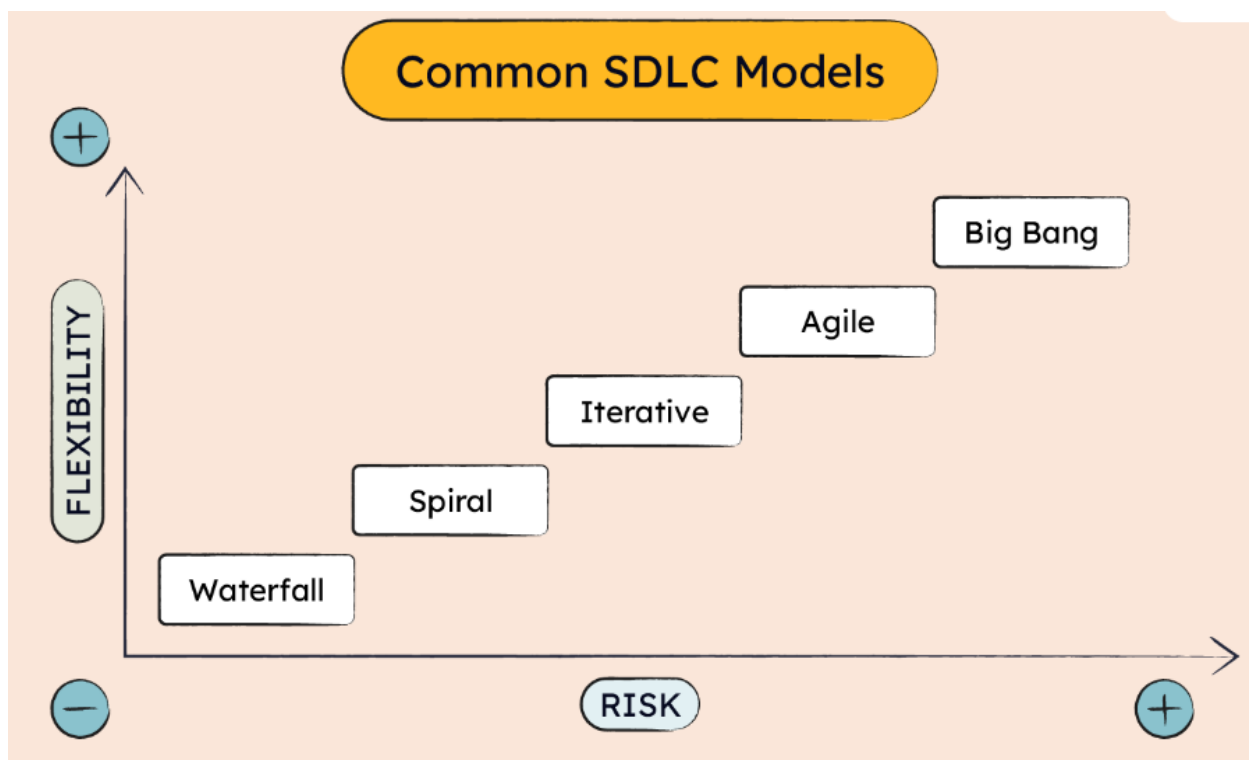 Common SDLC Models
+
Big Bang
Agile
FLEXIBILITY
Iterative
Spiral
Waterfall
−
RISK
+